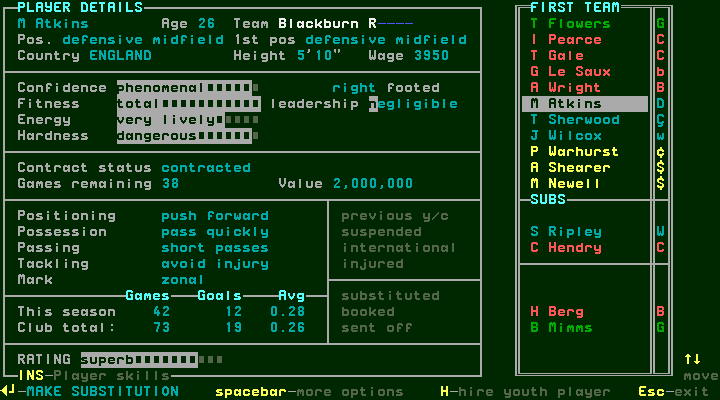 PLAYER DETAILS
M Atkins Age 26 Team Blackburn R----
Pos. defensive midfield 1st pos defensive midfield
Country ENGLAND Height 5'10" Wage 3950
Confidence phenomenal right footed
Fitness total leadership negligible
Energy very lively
Hardness dangerous
Contract status contracted
Games remaining 38 Value 2,000,000
Positioning push forward previous y/c
Possession pass quickly suspended
Passing short passes international
Tackling avoid injury injured
Mark zonal
Games Goals Avg substituted
This season 42 12 0.28 booked
Club total: 73 19 0.26 sent off
RATING superb
INS-Player skills
↵-MAKE SUBSTITUTION spacebar-more options H-hire youth player Esc-exit
FIRST TEAM
T Flowers G
I Pearce C
T Gale C
G Le Saux b
A Wright B
M Atkins D
T Sherwood Ç
J Wilcox w
P Warhurst ¢
A Shearer $
M Newell $
SUBS
S Ripley W
C Hendry C
H Berg B
B Mimms G
↑↓
move